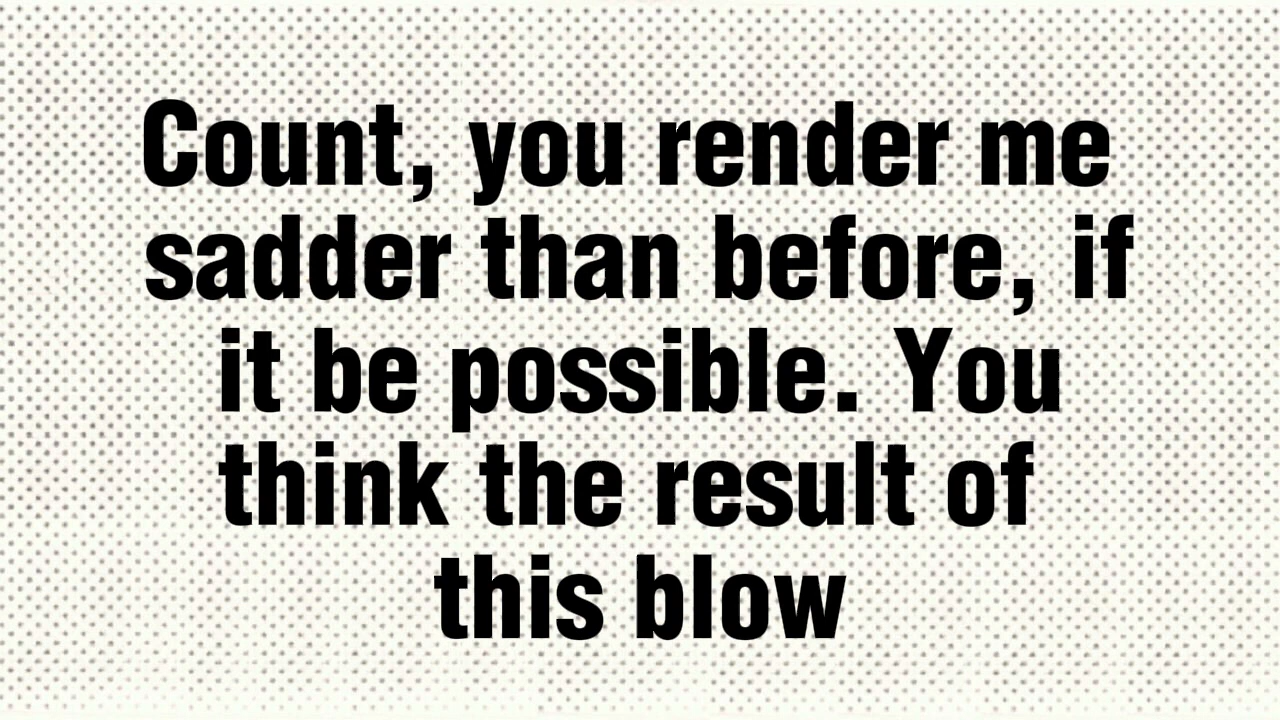 Count, you render me
sadder than before, if
it be possible. You
think the result of
this blow